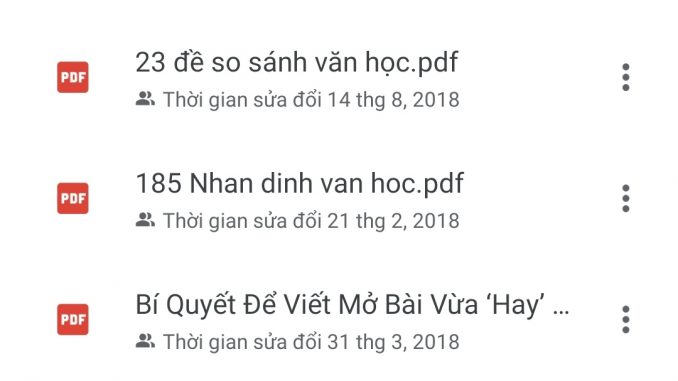 PDF
23 đề so sánh văn học.pdf
Thời gian sửa đổi 14 thg 8, 2018
PDF
185 Nhan dinh van hoc.pdf
Thời gian sửa đổi 21 thg 2, 2018
PDF
Bí Quyết Để Viết Mở Bài Vừa ‘Hay’ ...
Thời gian sửa đổi 31 thg 3, 2018